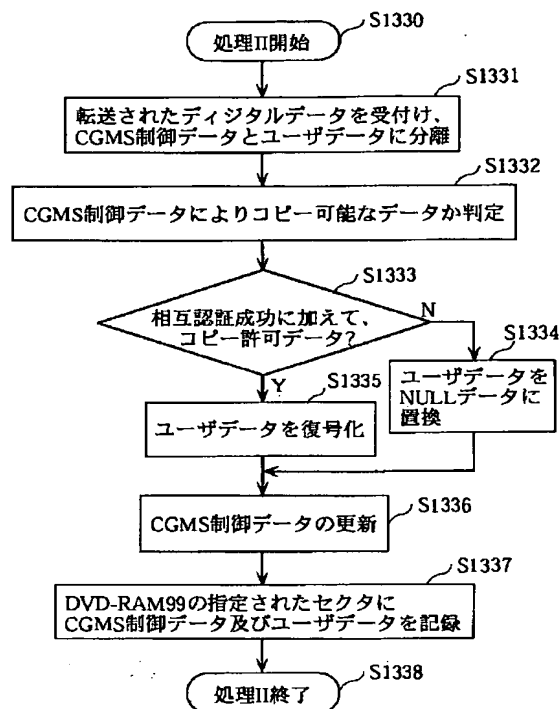 S1330
処理II開始
S1331
転送されたディジタルデータを受付け、
CGMS制御データとユーザデータに分離
S1332
CGMS制御データによりコピー可能なデータか判定
S1333
相互認証成功に加えて、
コピー許可データ?
N
S1334
ユーザデータを
NULLデータに
置換
Y
S1335
ユーザデータを復号化
S1336
CGMS制御データの更新
S1337
DVD-RAM99の指定されたセクタに
CGMS制御データ及びユーザデータを記録
S1338
処理II終了